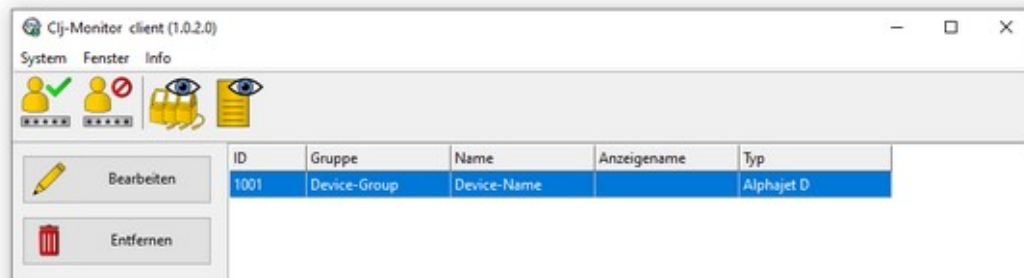 Clj-Monitor client (1.0.2.0)
System Fenster Info
Bearbeiten
Entfernen
ID Gruppe Name Anzeigename Typ
1001 Device-Group Device-Name Alphajet D